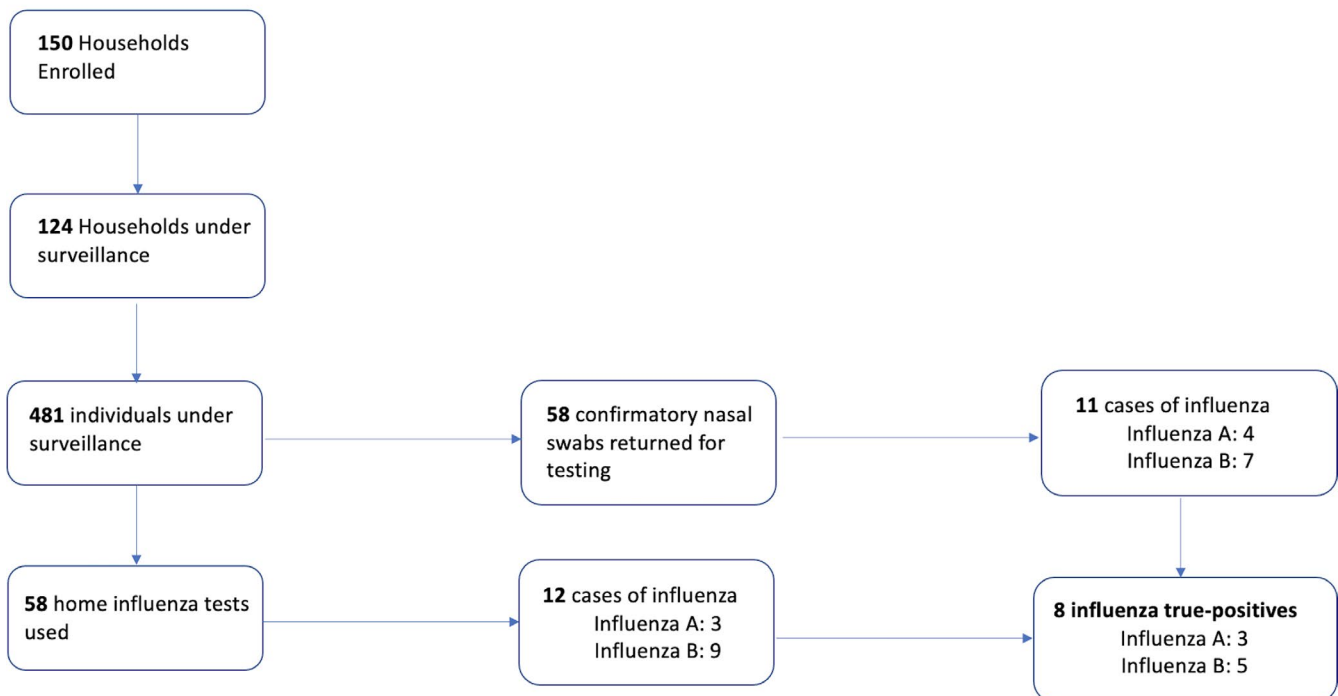 150 Households
Enrolled
124 Households under
surveillance
481 individuals under
surveillance
58 confirmatory nasal
swabs returned for
testing
11 cases of influenza
Influenza A: 4
Influenza B: 7
58 home influenza tests
used
12 cases of influenza
Influenza A: 3
Influenza B: 9
8 influenza true-positives
Influenza A: 3
Influenza B: 5